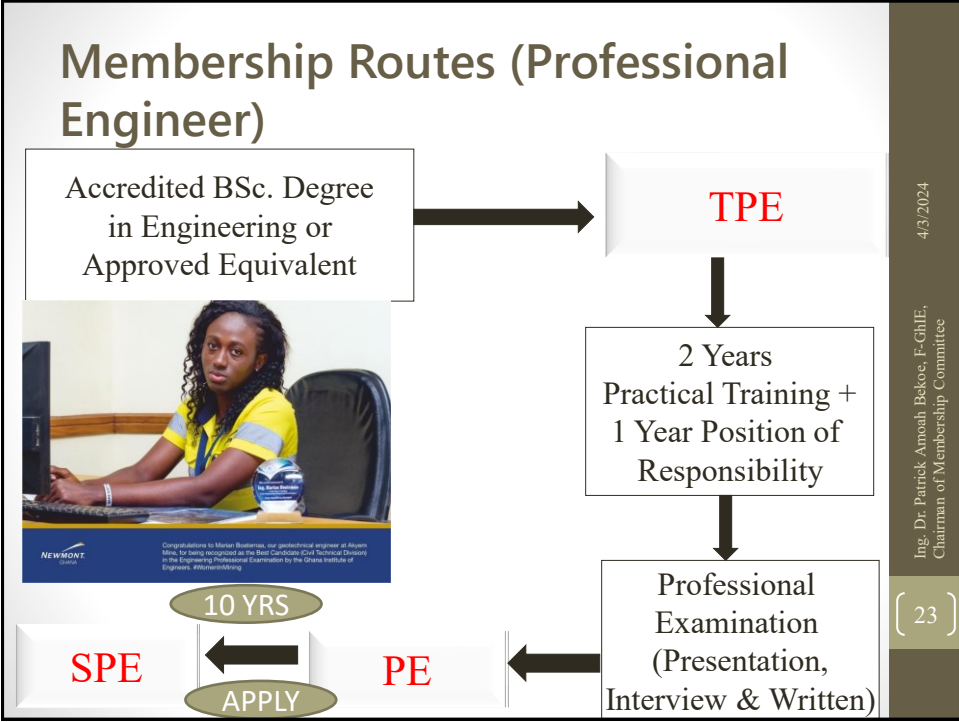 Membership Routes (Professional
Engineer)
Accredited BSc. Degree
in Engineering or
Approved Equivalent
TPE
2 Years
Practical Training +
1 Year Position of
Responsibility
Professional
Examination
(Presentation,
Interview & Written)
PE
10 YRS
APPLY
SPE
NEWMONT.
GHANA
Congratulations to Marian Boatemaa, our geotechnical engineer at Akyem
Mine, for being recognized as the Best Candidate (Civil Technical Division)
in the Engineering Professional Examination by the Ghana Institute of
Engineers. #WomenInMining
4/3/2024
Ing. Dr. Patrick Amoah Bekoe, F-GhIE,
Chairman of Membership Committee
23